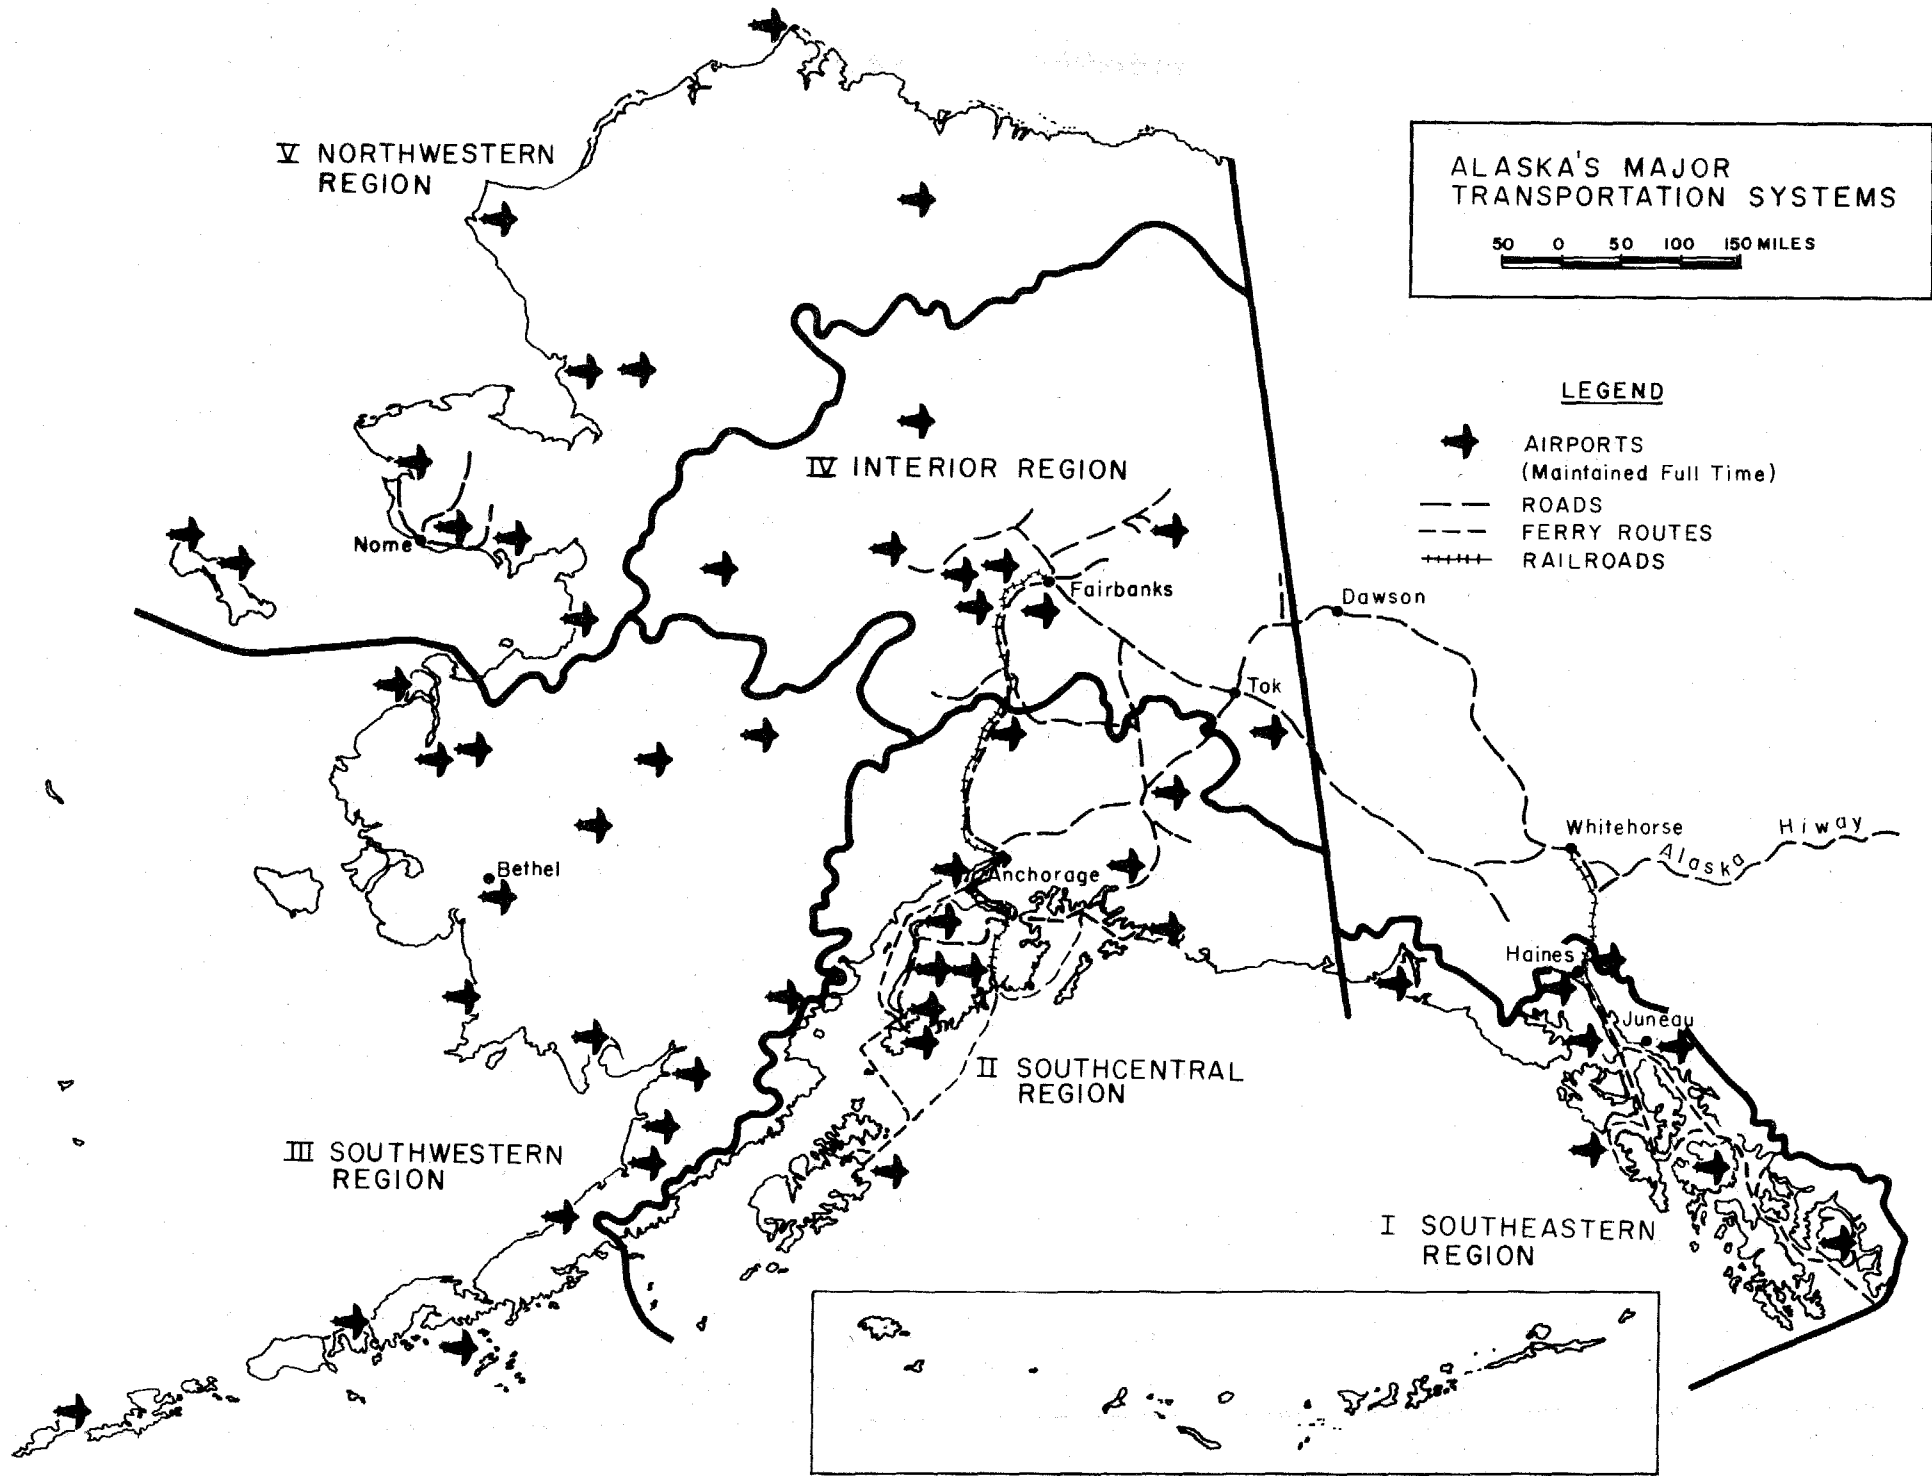 V NORTHWESTERN
REGION
ALASKA'S MAJOR
TRANSPORTATION SYSTEMS
50 0 50 100 150 MILES
LEGEND
AIRPORTS
(Maintained Full Time)
ROADS
FERRY ROUTES
RAILROADS
IV INTERIOR REGION
Nome
Fairbanks
Dawson
Tok
Whitehorse
Alaska Hiway
Bethel
Anchorage
Haines
Juneau
II SOUTHCENTRAL
REGION
III SOUTHWESTERN
REGION
I SOUTHEASTERN
REGION